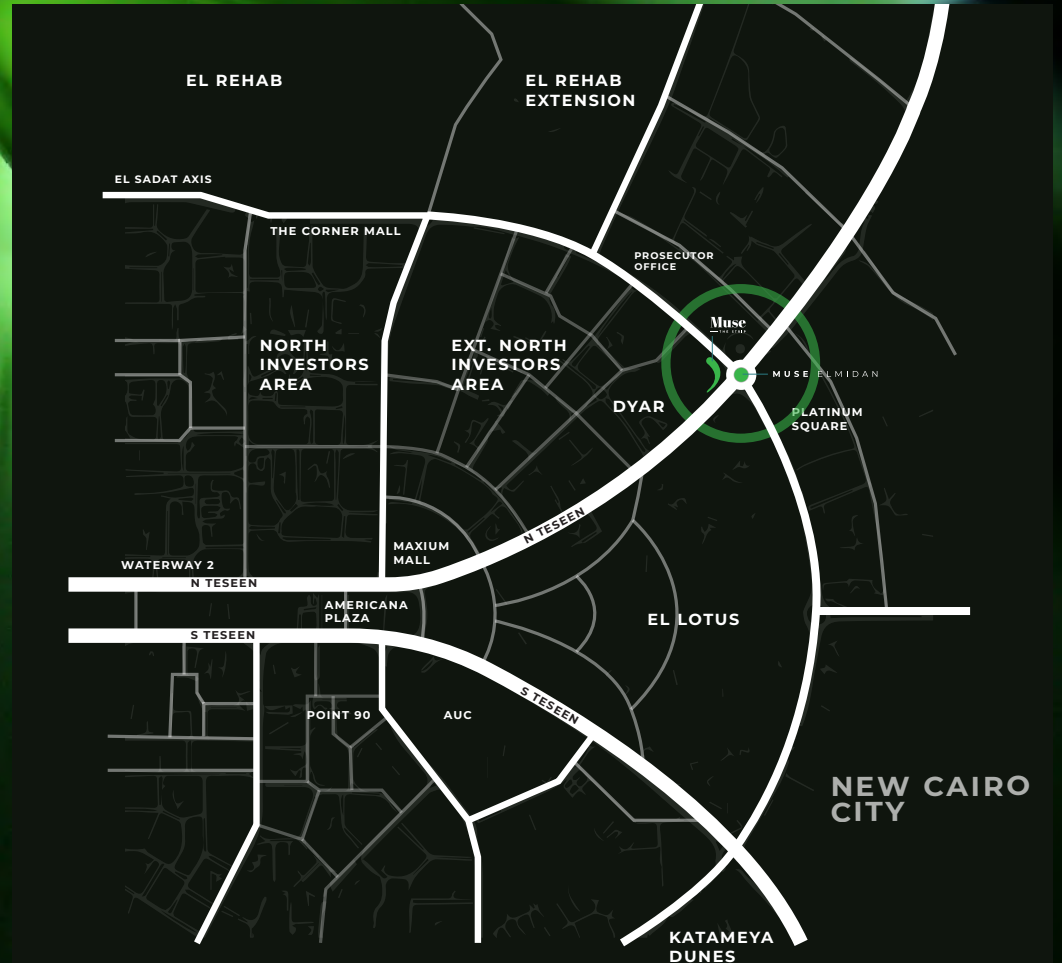 EL REHAB
EL REHAB
EXTENSION
EL SADAT AXIS
THE CORNER MALL
PROSECUTOR
OFFICE
Muse
THE STRIP
NORTH
INVESTORS
AREA
EXT. NORTH
INVESTORS
AREA
MUSE ELMIDAN
DYAR
PLATINUM
SQUARE
N TESEEN
MAXIUM
MALL
WATERWAY 2
N TESEEN
AMERICANA
PLAZA
EL LOTUS
S TESEEN
S TESEEN
POINT 90
AUC
NEW CAIRO
CITY
KATAMEYA
DUNES